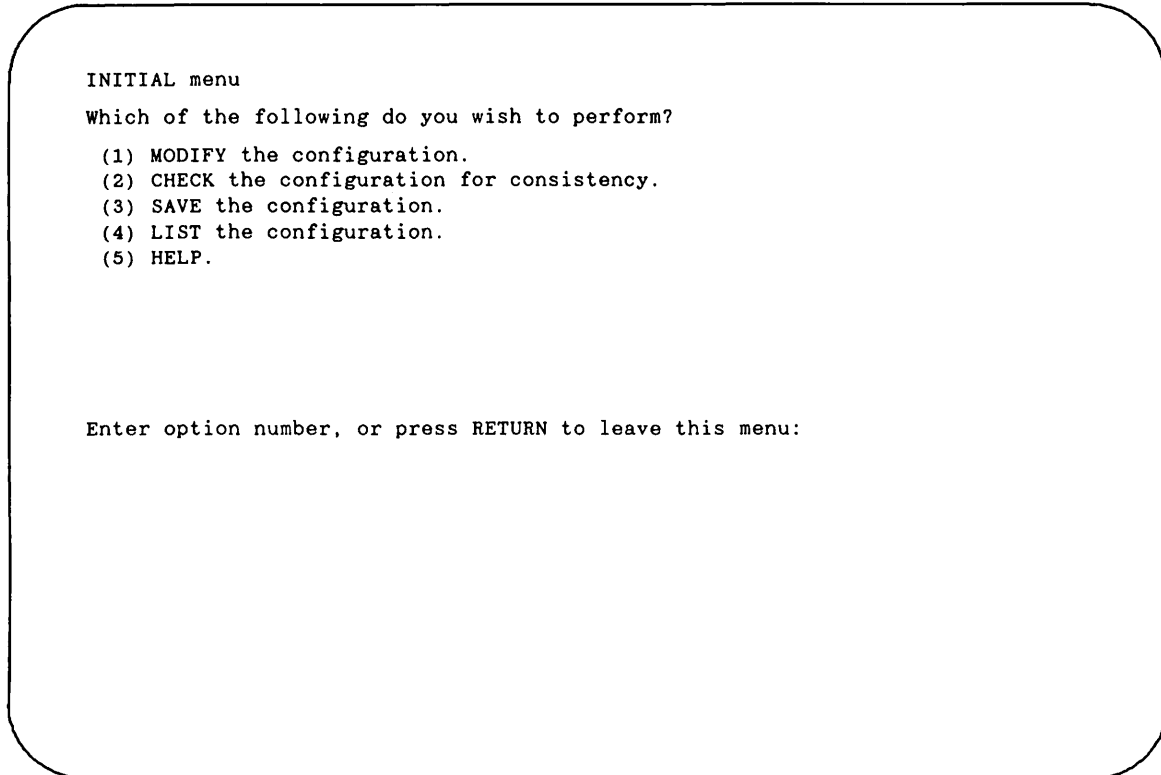 INITIAL menu
Which of the following do you wish to perform?
(1) MODIFY the configuration.
(2) CHECK the configuration for consistency.
(3) SAVE the configuration.
(4) LIST the configuration.
(5) HELP.
Enter option number, or press RETURN to leave this menu: